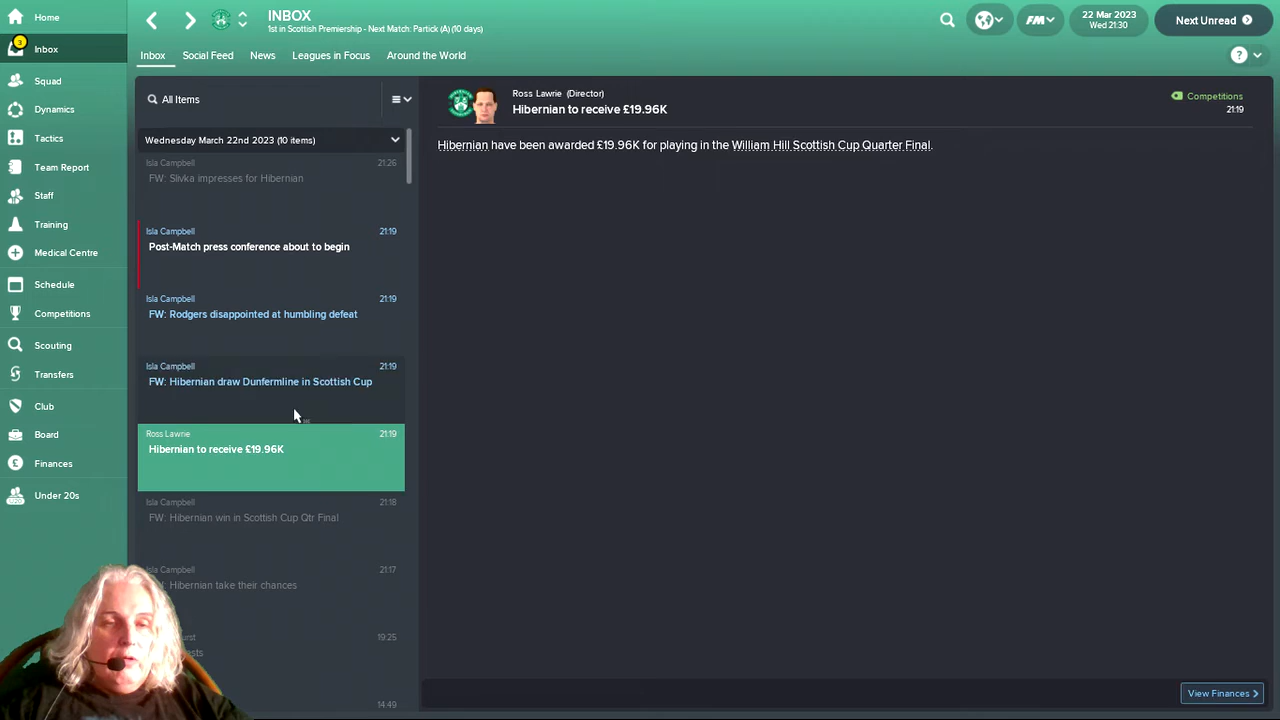 INBOX
1st in Scottish Premiership - Next Match: Partick (A) (10 days)
FM
22 Mar 2023
Wed 21:30
Next Unread
Inbox
Social Feed
News
Leagues in Focus
Around the World
?
Home
3
Inbox
Squad
Dynamics
Tactics
Team Report
Staff
Training
Medical Centre
Schedule
Competitions
Scouting
Transfers
Club
Board
£
Finances
Under 20s
All Items
Wednesday March 22nd 2023 (10 items)
Isla Campbell 21:26
FW: Slivka impresses for Hibernian
Isla Campbell 21:19
Post-Match press conference about to begin
Isla Campbell 21:19
FW: Rodgers disappointed at humbling defeat
Isla Campbell 21:19
FW: Hibernian draw Dunfermline in Scottish Cup
Ross Lawrie 21:19
Hibernian to receive £19.96K
Isla Campbell 21:18
FW: Hibernian win in Scottish Cup Qtr Final
Isla Campbell 21:17
Hibernian take their chances
19:25
14:49
Ross Lawrie (Director)
Hibernian to receive £19.96K
Competitions
21:19
Hibernian have been awarded £19.96K for playing in the William Hill Scottish Cup Quarter Final.
View Finances